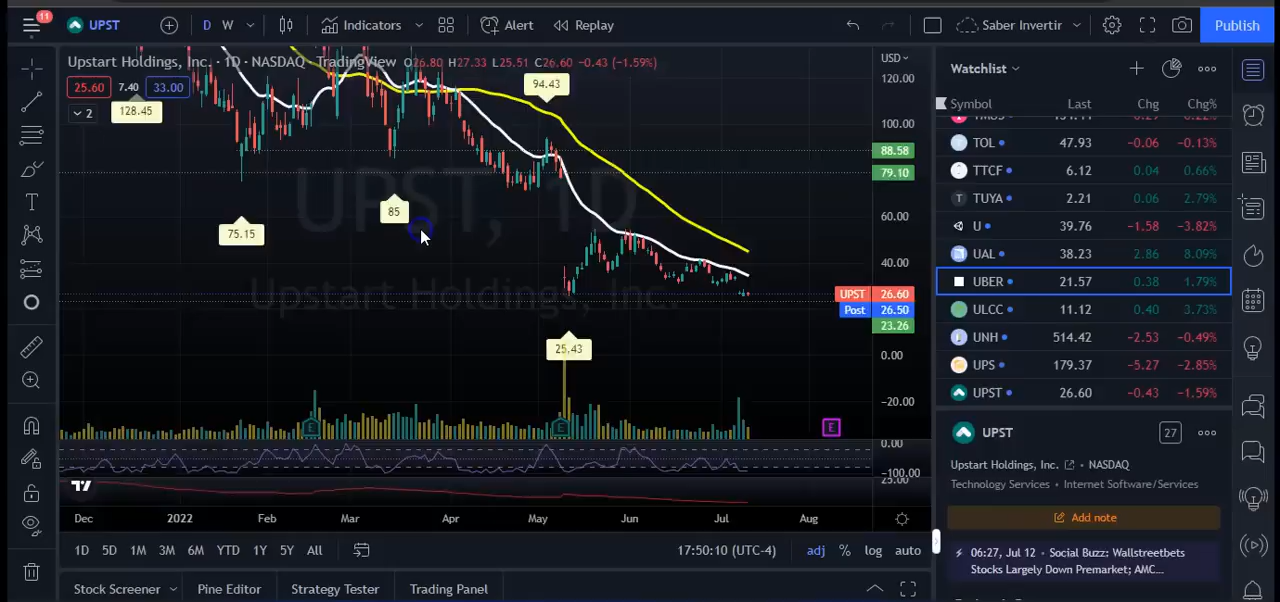 11
UPST
D W
Indicators
Alert
Replay
Saber Invertir
Publish
Upstart Holdings, Inc. · 1D · NASDAQ · TradingView O26.80 H27.33 L25.51 C26.60 -0.43 (-1.59%)
25.60 7.40 33.00
2
128.45
94.43
85
75.15
25.43
UPST, 1D
Upstart Holdings, Inc.
USD
120.00
100.00
88.58
79.10
60.00
40.00
UPST 26.60
Post 26.50
23.26
0.00
-20.00
0.00
-100.00
25.00
E
E
E
Dec 2022 Feb Mar Apr May Jun Jul Aug
1D 5D 1M 3M 6M YTD 1Y 5Y All
17:50:10 (UTC-4) adj % log auto
Stock Screener Pine Editor Strategy Tester Trading Panel
Watchlist
Symbol Last Chg Chg%
TOL 47.93 -0.06 -0.13%
TTCF 6.12 0.04 0.66%
TUYA 2.21 0.06 2.79%
U 39.76 -1.58 -3.82%
UAL 38.23 2.86 8.09%
UBER 21.57 0.38 1.79%
ULCC 11.12 0.40 3.73%
UNH 514.42 -2.53 -0.49%
UPS 179.37 -5.27 -2.85%
UPST 26.60 -0.43 -1.59%
UPST
27
Upstart Holdings, Inc. • NASDAQ
Technology Services • Internet Software/Services
Add note
06:27, Jul 12 • Social Buzz: Wallstreetbets
Stocks Largely Down Premarket; AMC...